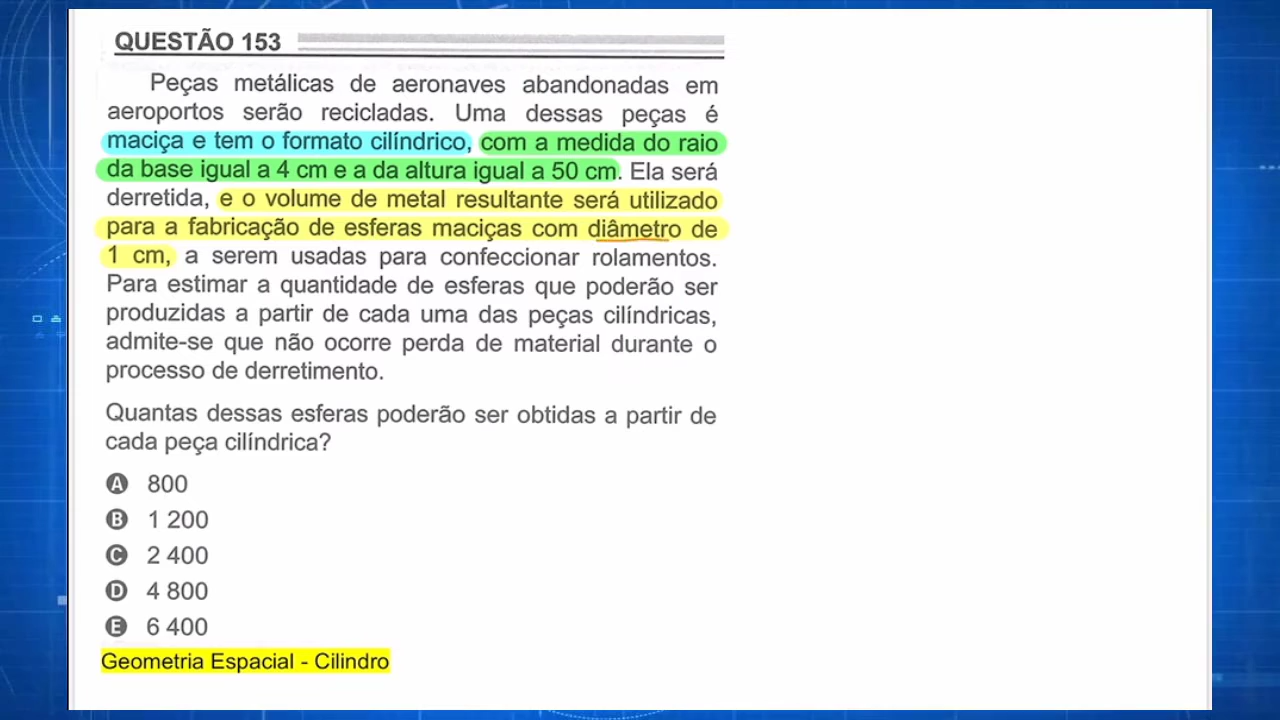 QUESTÃO 153
Peças metálicas de aeronaves abandonadas em
aeroportos serão recicladas. Uma dessas peças é
maciça e tem o formato cilíndrico, com a medida do raio
da base igual a 4 cm e a da altura igual a 50 cm. Ela será
derretida, e o volume de metal resultante será utilizado
para a fabricação de esferas maciças com diâmetro de
1 cm, a serem usadas para confeccionar rolamentos.
Para estimar a quantidade de esferas que poderão ser
produzidas a partir de cada uma das peças cilíndricas,
admite-se que não ocorre perda de material durante o
processo de derretimento.
Quantas dessas esferas poderão ser obtidas a partir de
cada peça cilíndrica?
A 800
B 1 200
C 2 400
D 4 800
E 6 400
Geometria Espacial - Cilindro